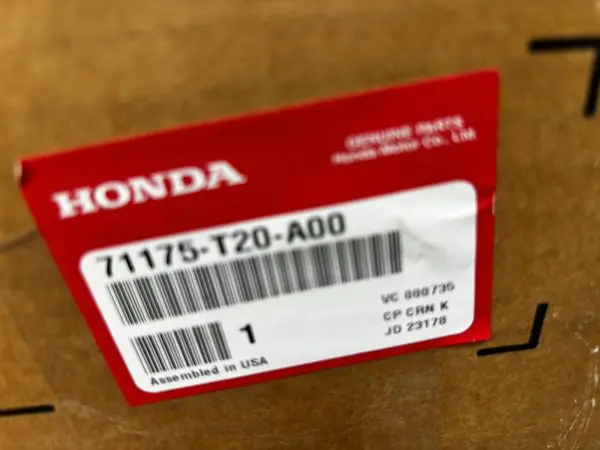 HONDA
GENUINE PARTS
Honda Motor Co., Ltd.
71175-T20-A00
1
VC 000735
CP CRN K
JD 23178
Assembled in USA